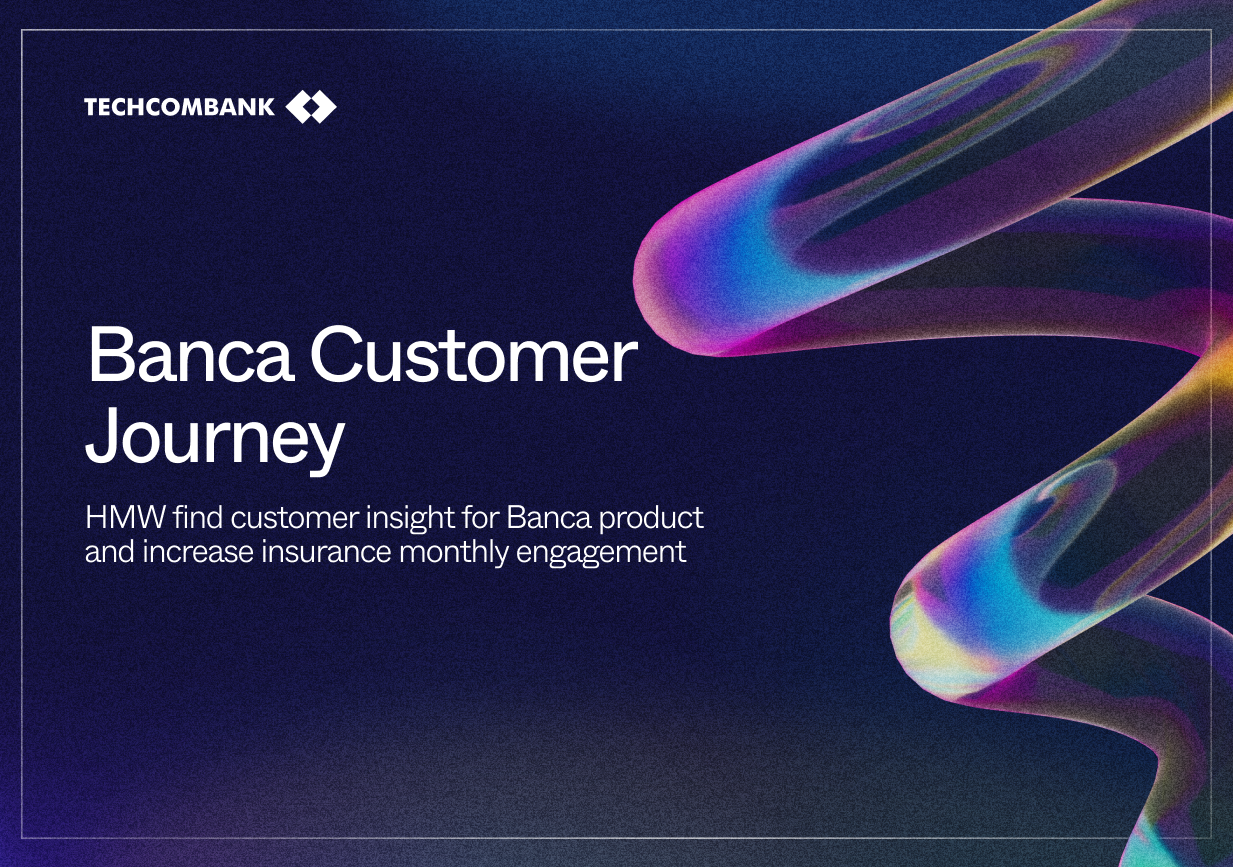 TECHCOMBANK
Banca Customer
Journey
HMW find customer insight for Banca product
and increase insurance monthly engagement